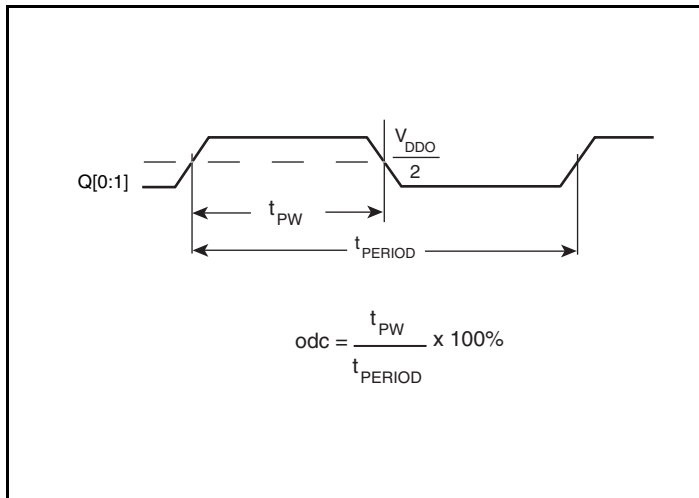 V_DDO
2
Q[0:1]
t_PW
t_PERIOD
odc = t_PW / t_PERIOD x 100%